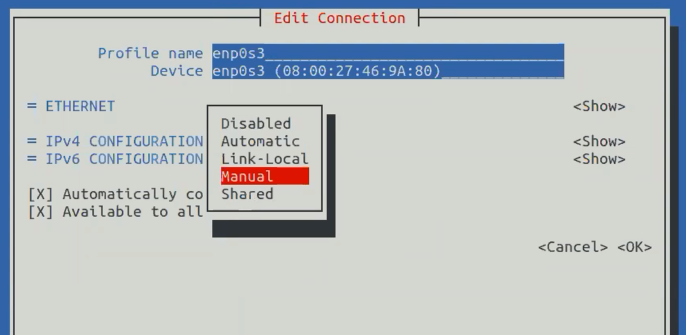 Edit Connection
Profile name enp0s3
Device enp0s3 (08:00:27:46:9A:80)
= ETHERNET <Show>
Disabled
= IPv4 CONFIGURATION Automatic <Show>
= IPv6 CONFIGURATION Link-Local <Show>
Manual
[X] Automatically co Shared
[X] Available to all
<Cancel> <OK>